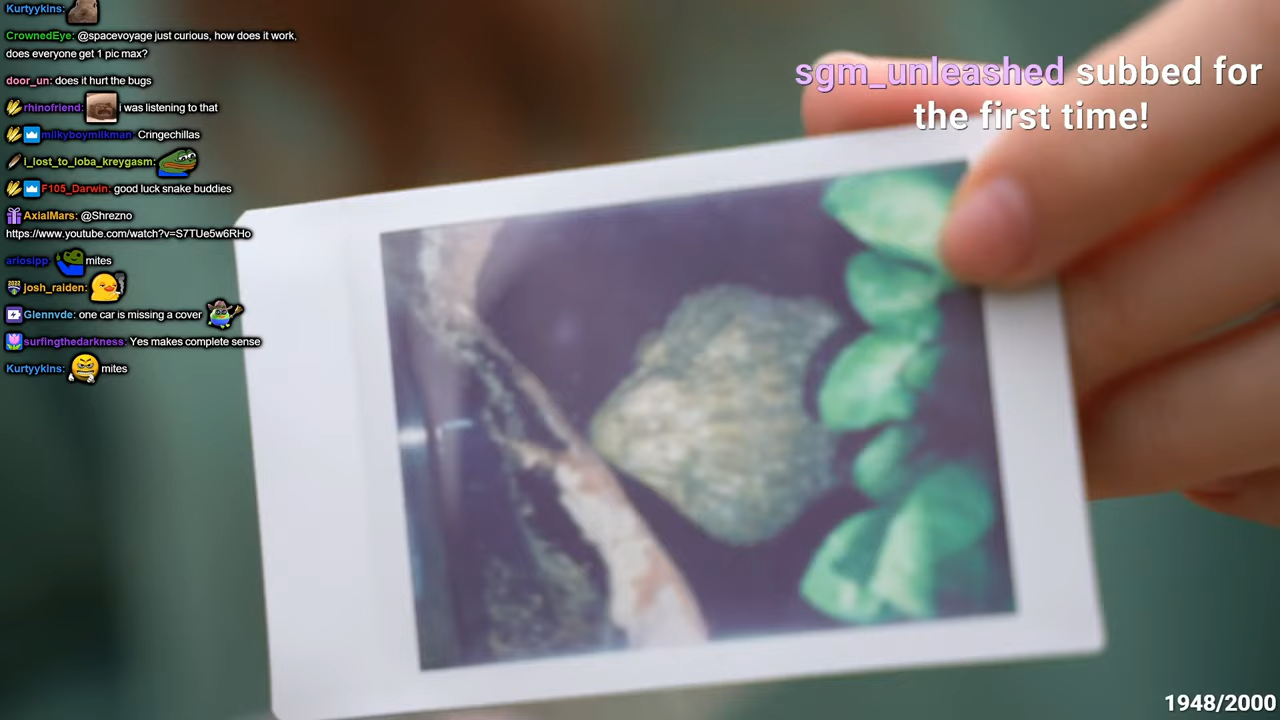 Kurtyykins:
CrownedEye: @spacevoyage just curious, how does it work,
does everyone get 1 pic max?
door_un: does it hurt the bugs
rhinofriend: i was listening to that
milkyboymilkman: Cringechillas
i_lost_to_loba_kreygasm:
F105_Darwin: good luck snake buddies
AxialMars: @Shrezno
https://www.youtube.com/watch?v=S7TUe5w6RHo
ariosipp: mites
josh_raiden:
Glennvde: one car is missing a cover
surfingthedarkness: Yes makes complete sense
Kurtyykins: mites
sgm_unleashed subbed for
the first time!
1948/2000